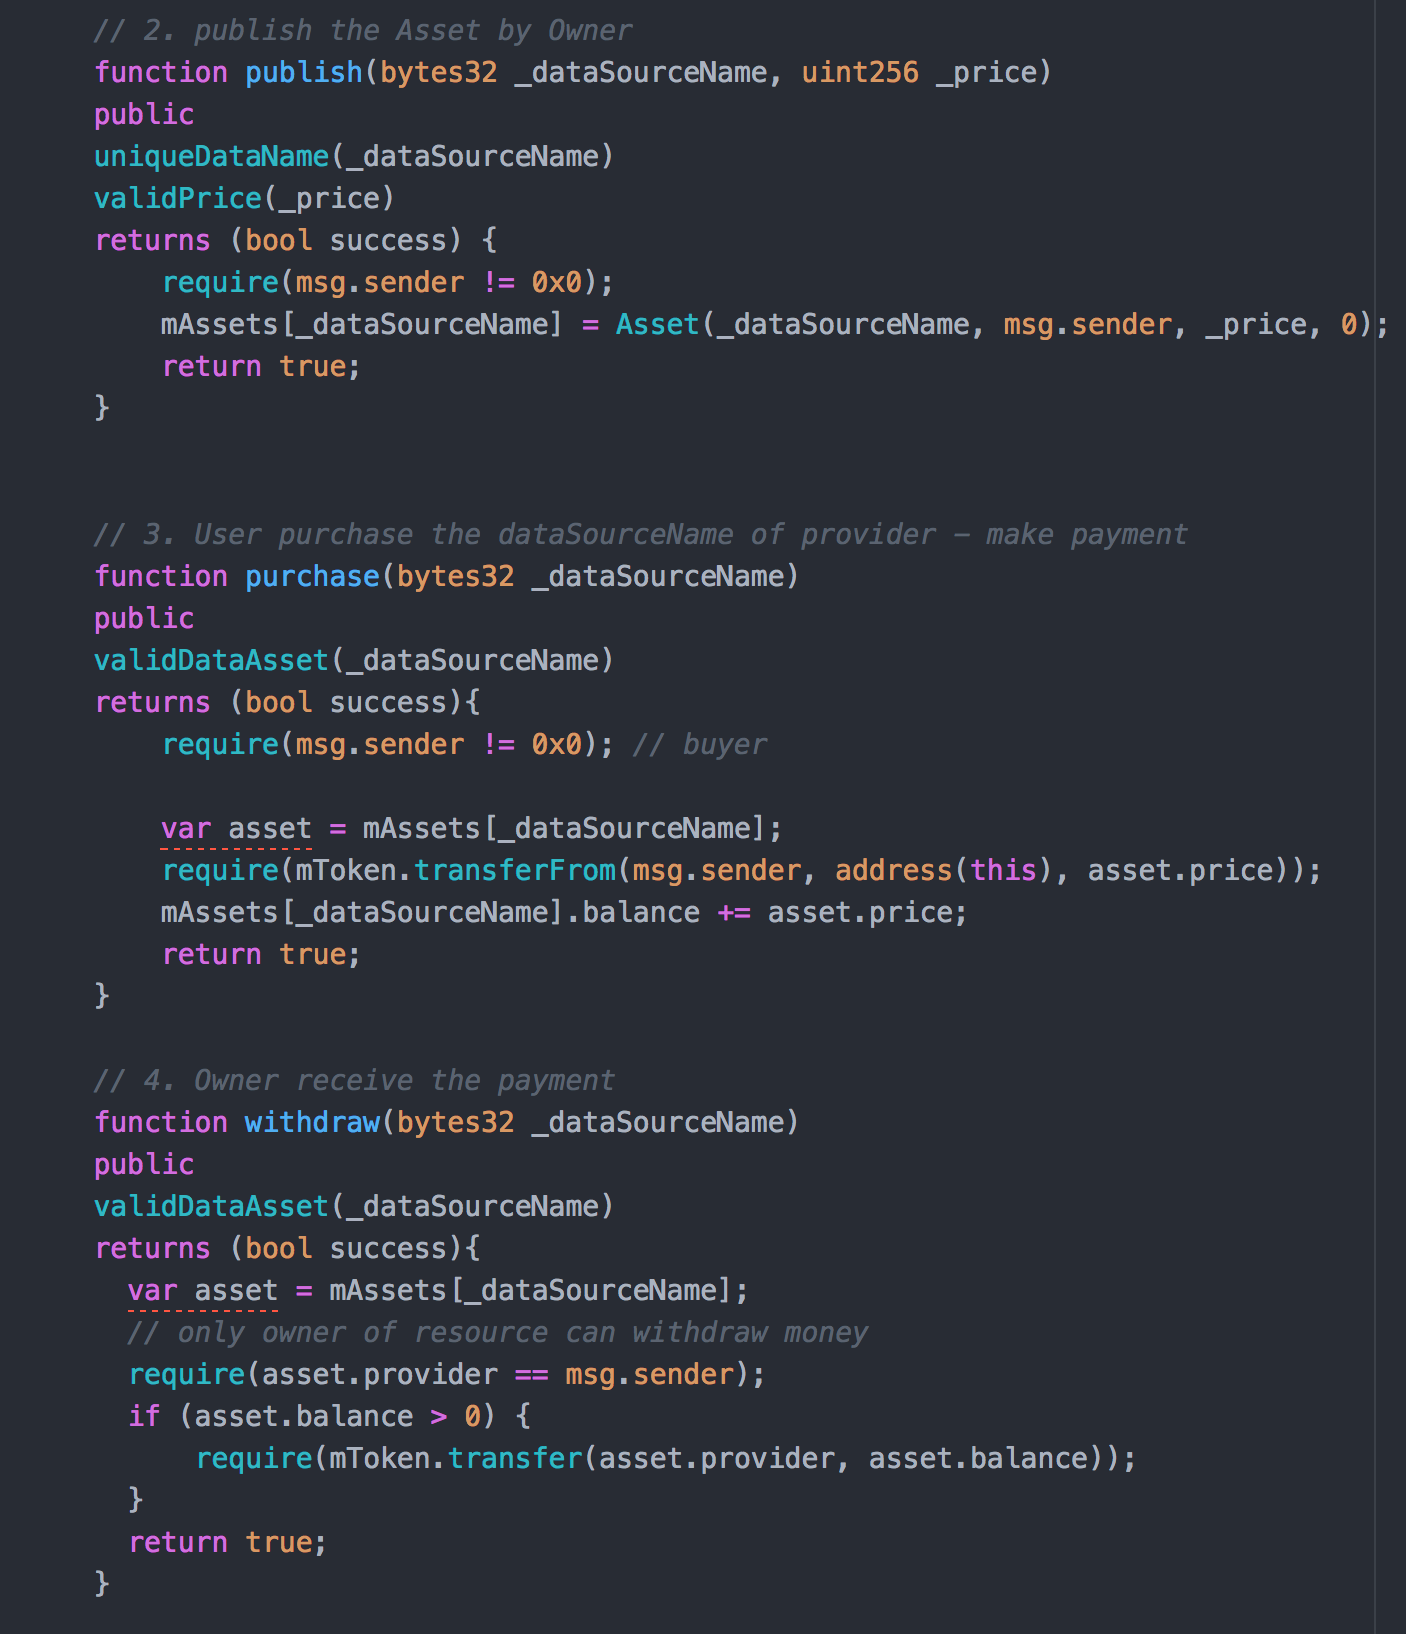 // 2. publish the Asset by Owner
function publish(bytes32 _dataSourceName, uint256 _price)
public
uniqueDataName(_dataSourceName)
validPrice(_price)
returns (bool success) {
    require(msg.sender != 0x0);
    mAssets[_dataSourceName] = Asset(_dataSourceName, msg.sender, _price, 0);
    return true;
}
// 3. User purchase the dataSourceName of provider – make payment
function purchase(bytes32 _dataSourceName)
public
validDataAsset(_dataSourceName)
returns (bool success){
    require(msg.sender != 0x0); // buyer
    var asset = mAssets[_dataSourceName];
    require(mToken.transferFrom(msg.sender, address(this), asset.price));
    mAssets[_dataSourceName].balance += asset.price;
    return true;
}
// 4. Owner receive the payment
function withdraw(bytes32 _dataSourceName)
public
validDataAsset(_dataSourceName)
returns (bool success){
  var asset = mAssets[_dataSourceName];
  // only owner of resource can withdraw money
  require(asset.provider == msg.sender);
  if (asset.balance > 0) {
      require(mToken.transfer(asset.provider, asset.balance));
  }
  return true;
}